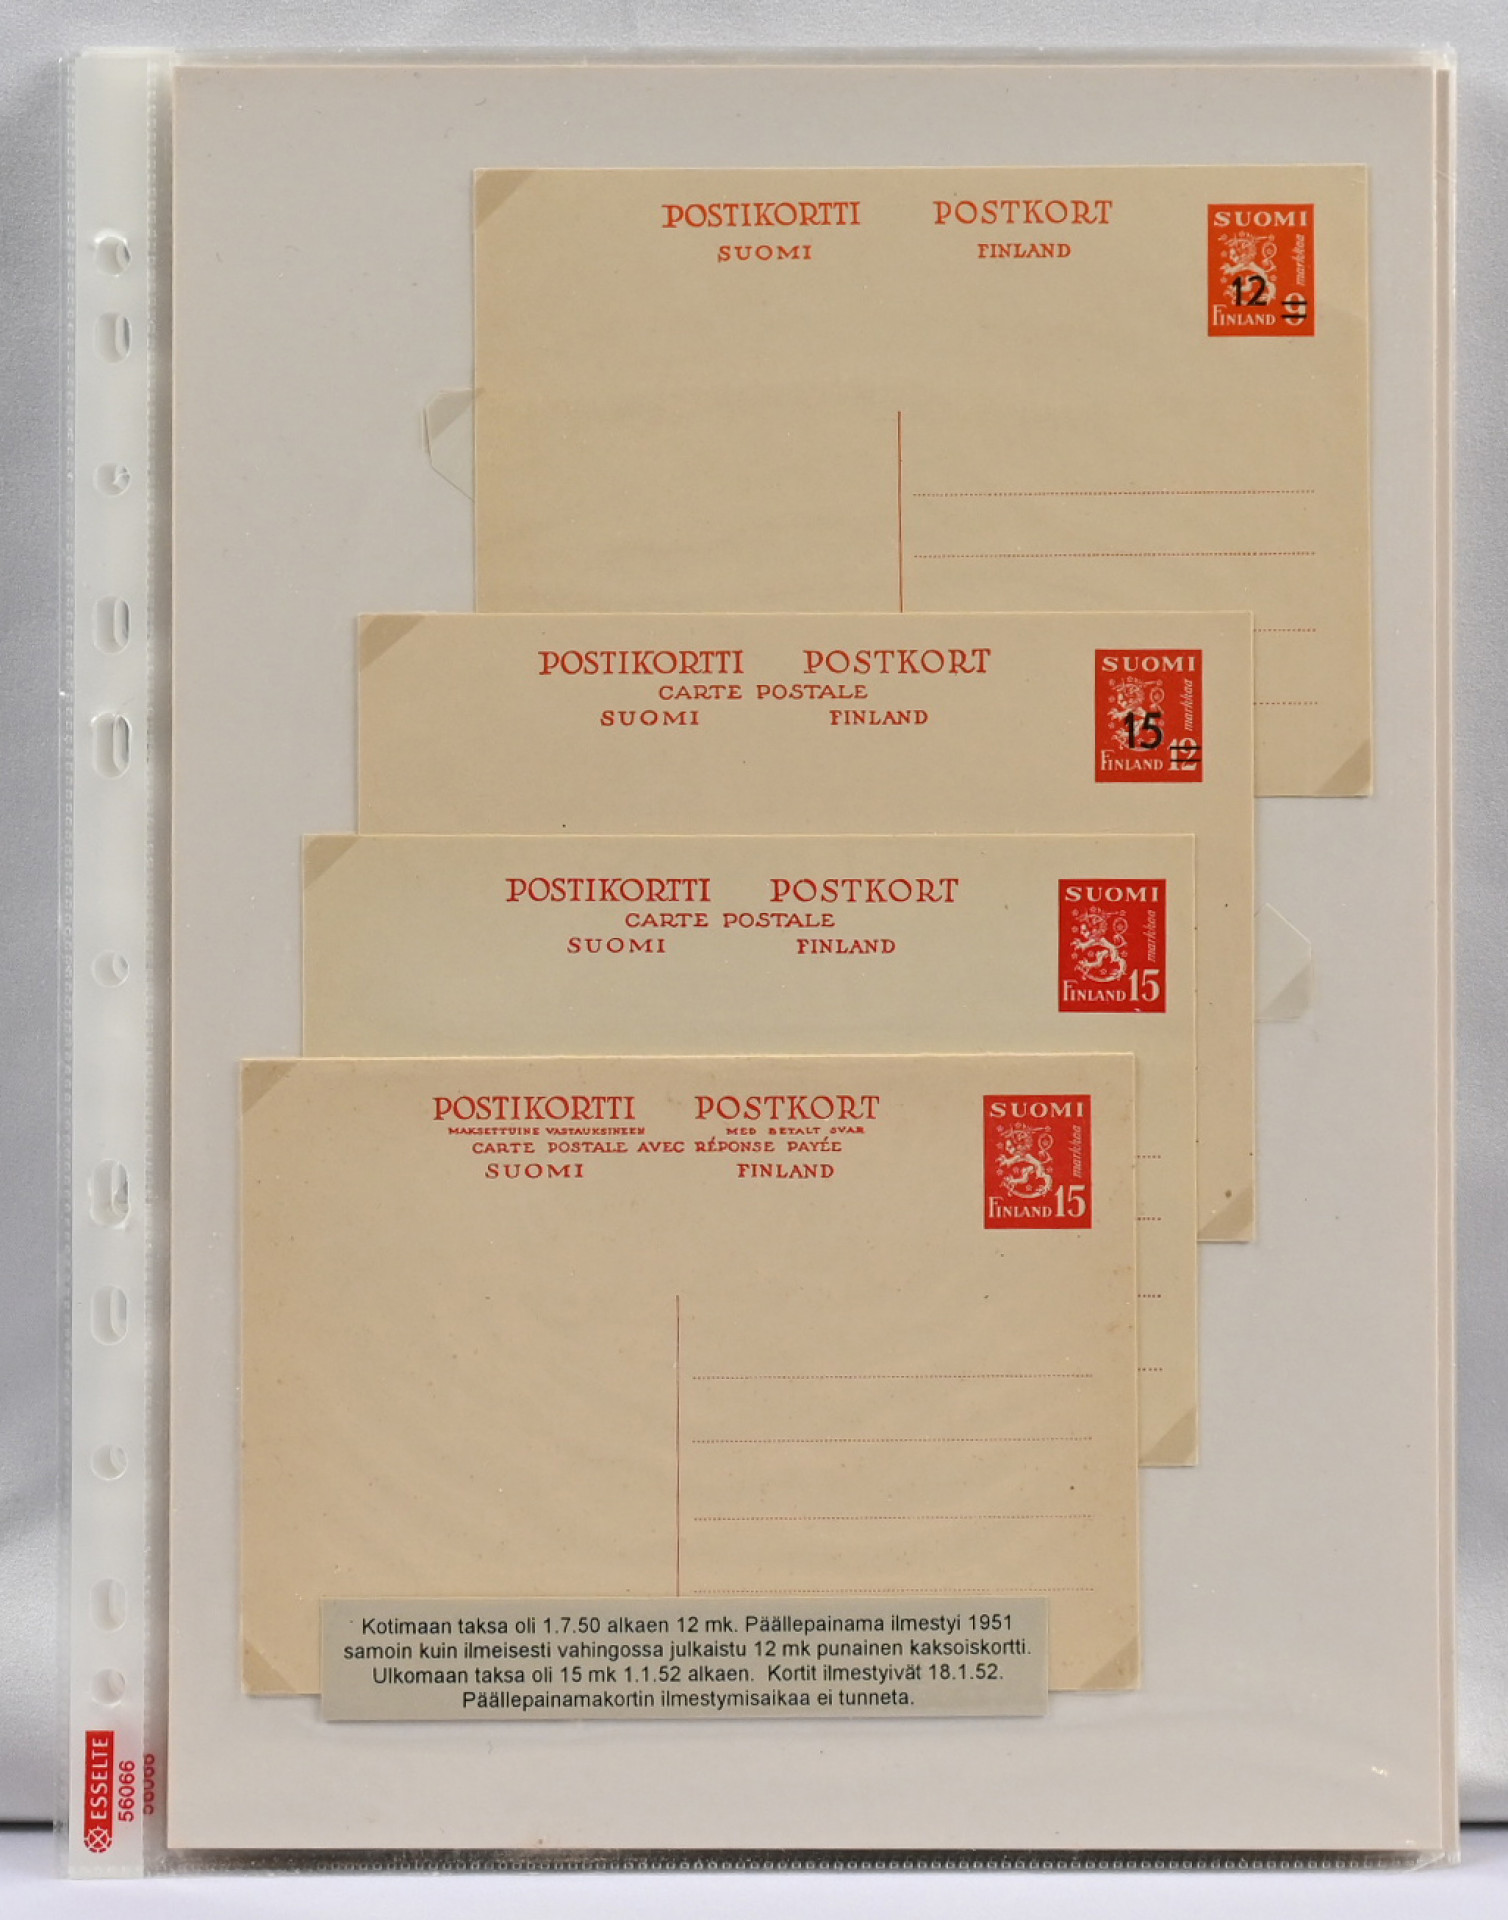 POSTIKORTTI POSTKORT
SUOMI FINLAND
SUOMI
markkaa
12
FINLAND 9
POSTIKORTTI POSTKORT
CARTE POSTALE
SUOMI FINLAND
SUOMI
markkaa
15
FINLAND 12
POSTIKORTTI POSTKORT
CARTE POSTALE
SUOMI FINLAND
SUOMI
markkaa
FINLAND 15
POSTIKORTTI POSTKORT
MAKSETTUINE VASTAUKSINEEN MED BETALT SVAR
CARTE POSTALE AVEC RÉPONSE PAYÉE
SUOMI FINLAND
SUOMI
markkaa
FINLAND 15
Kotimaan taksa oli 1.7.50 alkaen 12 mk. Päällepainama ilmestyi 1951
samoin kuin ilmeisesti vahingossa julkaistu 12 mk punainen kaksoiskortti.
Ulkomaan taksa oli 15 mk 1.1.52 alkaen. Kortit ilmestyivät 18.1.52.
Päällepainamakortin ilmestymisaikaa ei tunneta.
ESSELTE
56066
56066